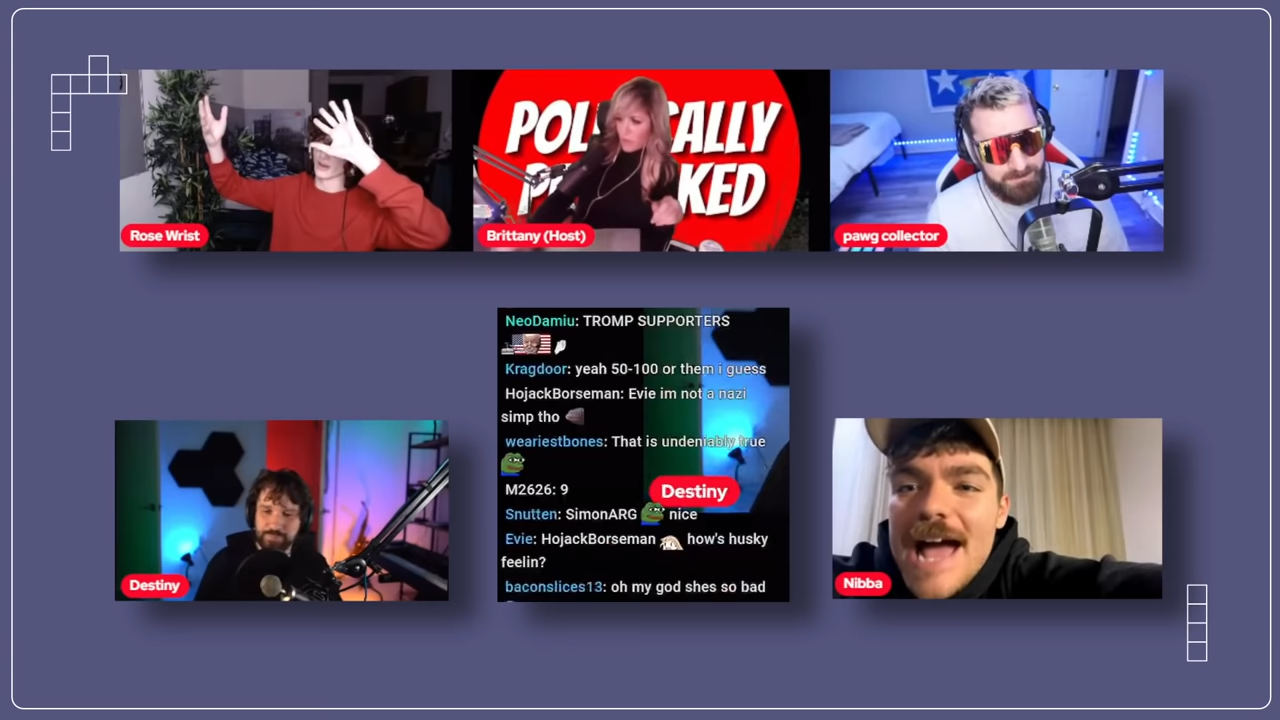 POLITICALLY
Rose Wrist
Brittany (Host)
pawg collector
NeoDamiu: TROMP SUPPORTERS
Kragdoor: yeah 50-100 or them i guess
HojackBorseman: Evie im not a nazi
simp tho
weariestbones: That is undeniably true
M2626: 9
Destiny
Snutten: SimonARG nice
Evie: HojackBorseman how's husky
feelin?
baconslices13: oh my god shes so bad
Destiny
Nibba